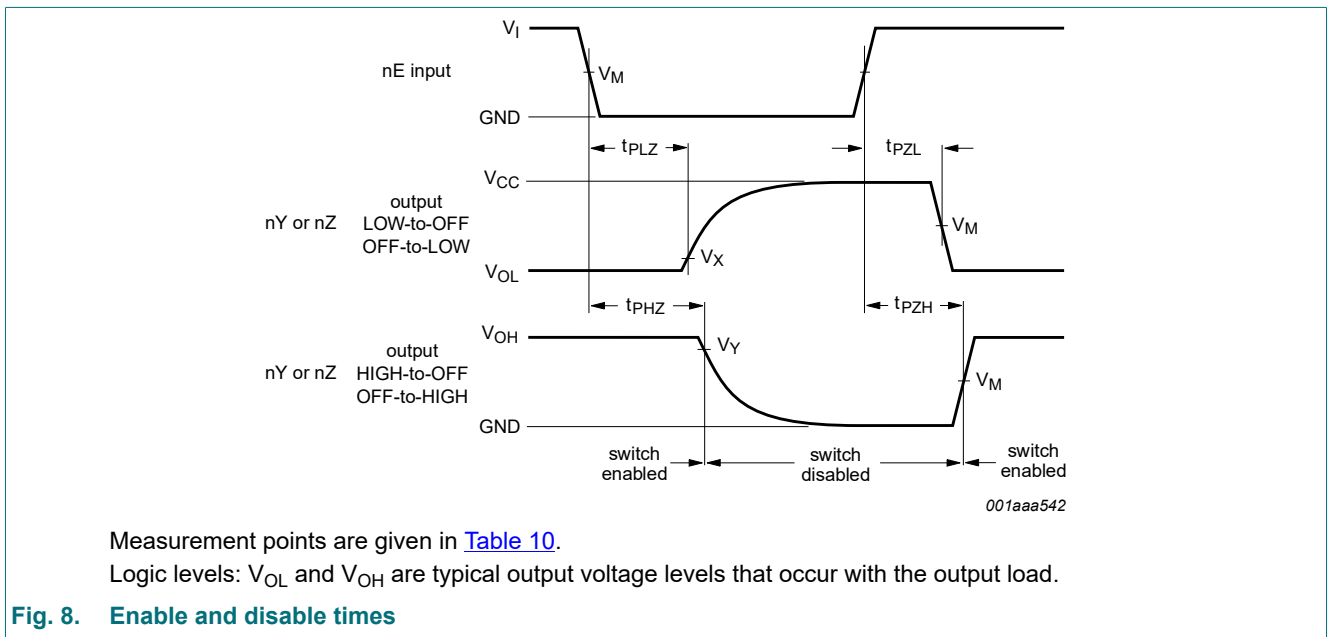 VI
nE input
VM
GND
tPLZ
tPZL
VCC
output
nY or nZ LOW-to-OFF
OFF-to-LOW
VM
VX
VOL
tPHZ
tPZH
VOH
output
nY or nZ HIGH-to-OFF
OFF-to-HIGH
VY
VM
GND
switch
enabled
switch
disabled
switch
enabled
001aaa542
Measurement points are given in Table 10.
Logic levels: VOL and VOH are typical output voltage levels that occur with the output load.
Fig. 8. Enable and disable times